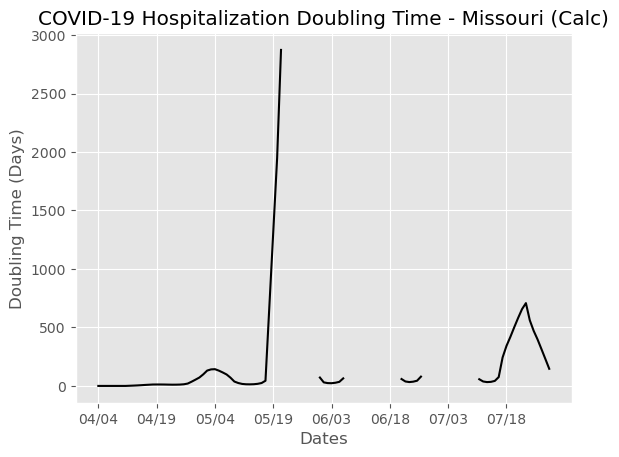 COVID-19 Hospitalization Doubling Time - Missouri (Calc)
3000
2500
2000
1500
1000
500
0
Doubling Time (Days)
04/04 04/19 05/04 05/19 06/03 06/18 07/03 07/18
Dates